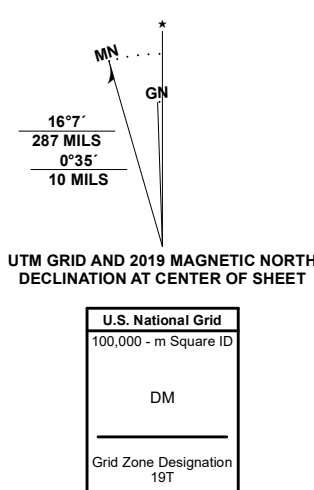 ★
MN
GN
16°7´
287 MILS
0°35´
10 MILS
UTM GRID AND 2019 MAGNETIC NORTH
DECLINATION AT CENTER OF SHEET
U.S. National Grid
100,000 - m Square ID
DM
Grid Zone Designation
19T